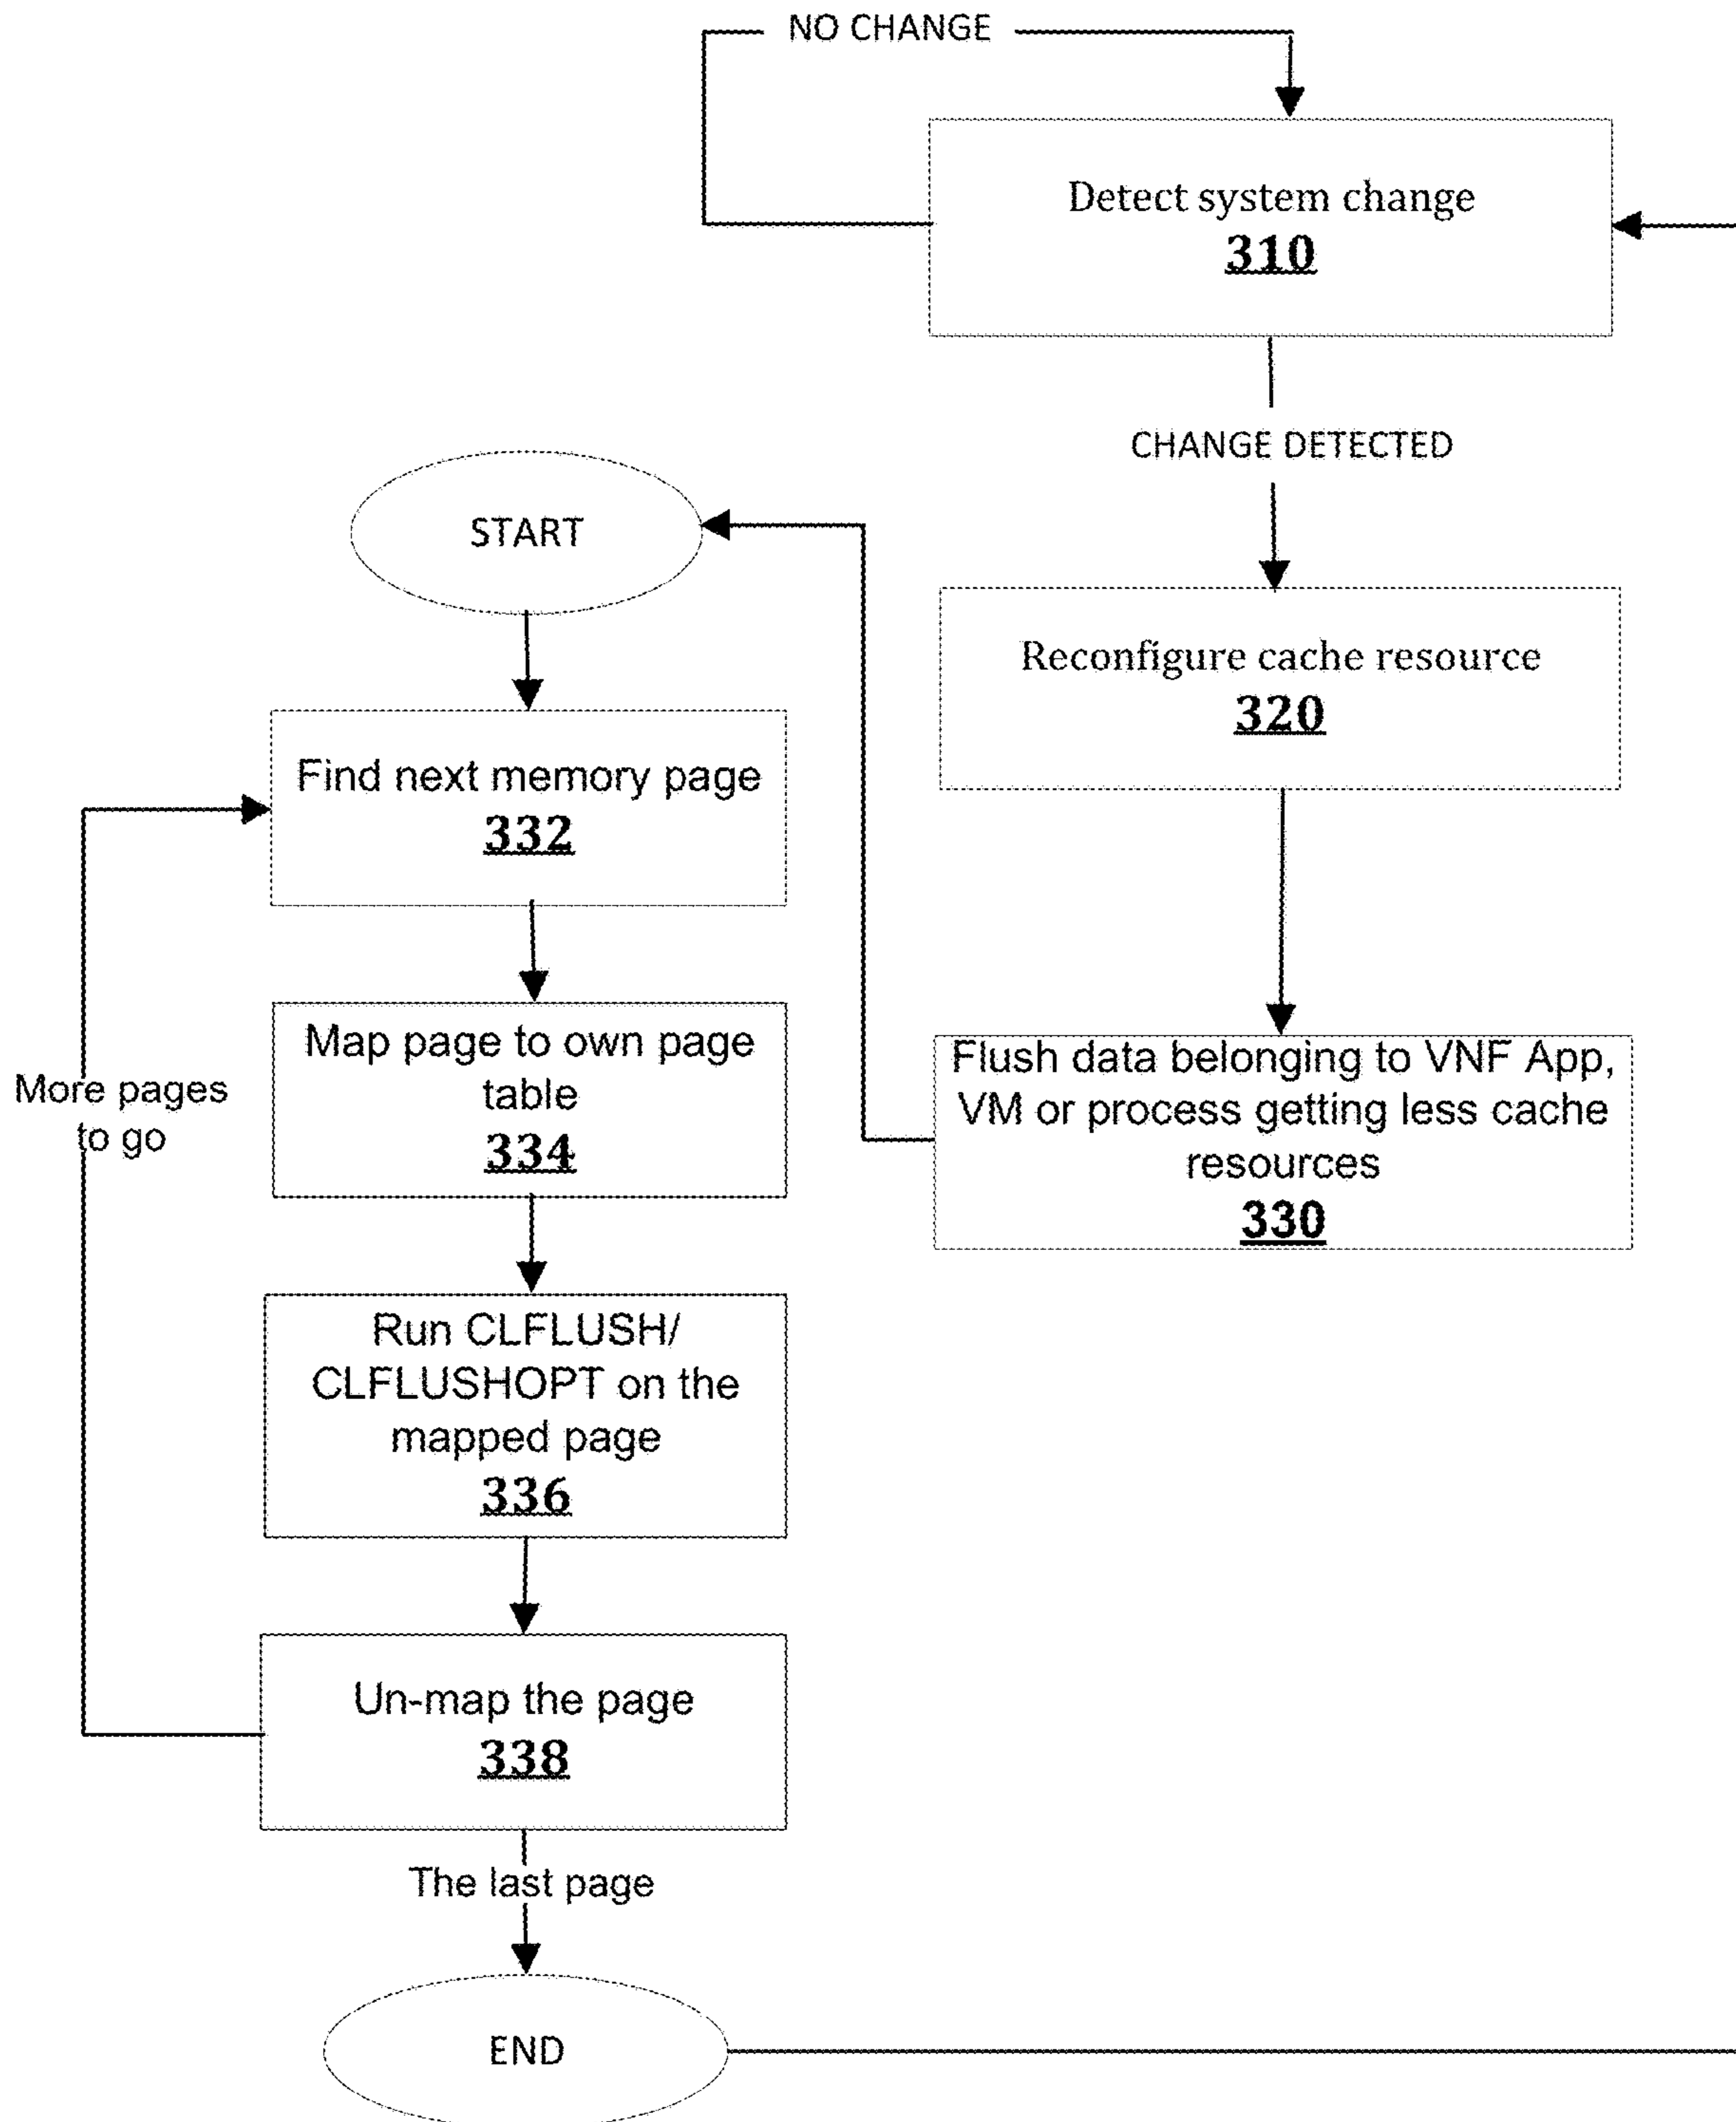 NO CHANGE
Detect system change
310
CHANGE DETECTED
START
Reconfigure cache resource
320
Find next memory page
332
Map page to own page
table
334
More pages
to go
Flush data belonging to VNF App,
VM or process getting less cache
resources
330
Run CLFLUSH/
CLFLUSHOPT on the
mapped page
336
Un-map the page
338
The last page
END